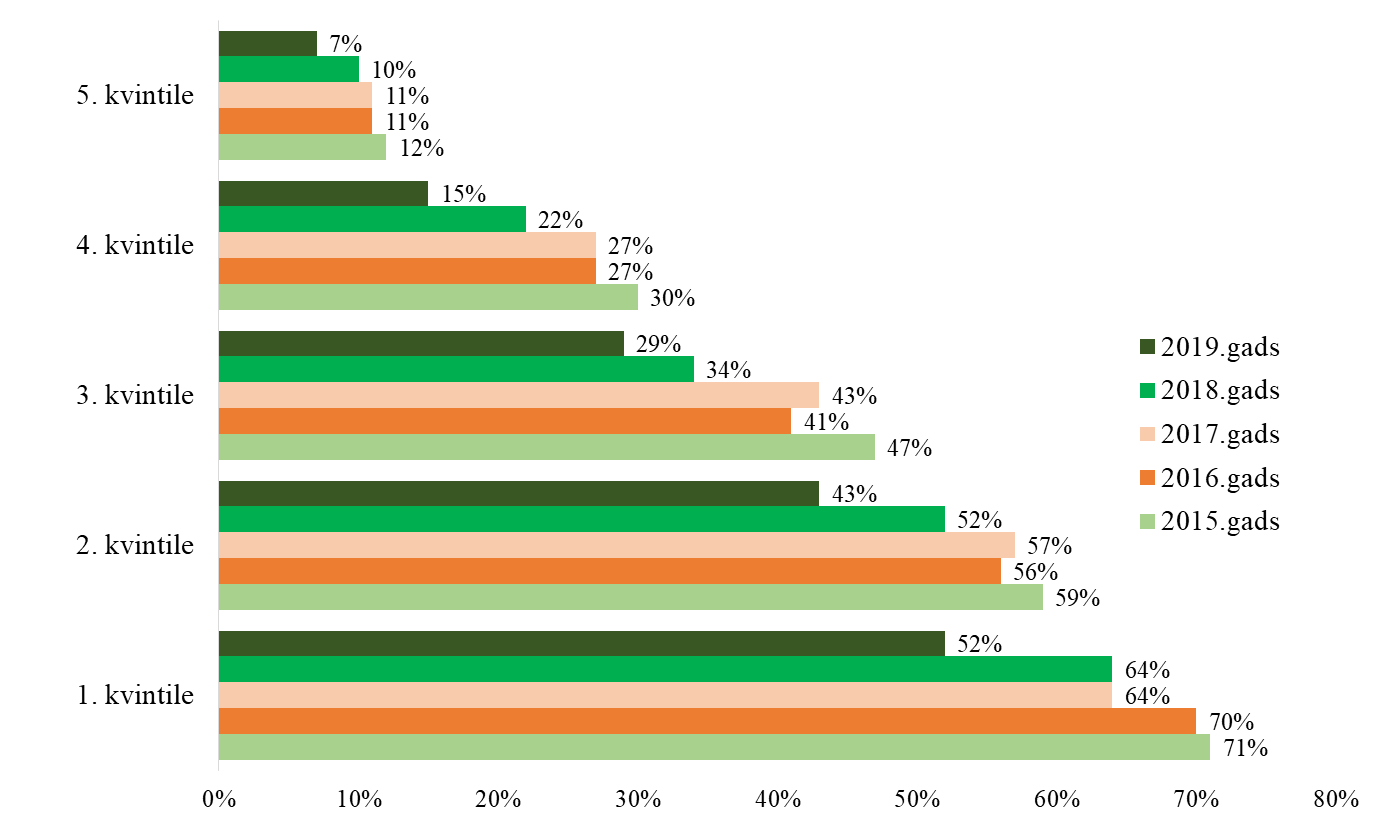 7%
10%
5. kvintile
11%
11%
12%
15%
22%
4. kvintile
27%
27%
30%
29%
34%
3. kvintile
43%
41%
47%
2019.gads
2018.gads
2017.gads
2016.gads
2015.gads
43%
52%
2. kvintile
57%
56%
59%
52%
64%
1. kvintile
64%
70%
71%
0% 10% 20% 30% 40% 50% 60% 70% 80%